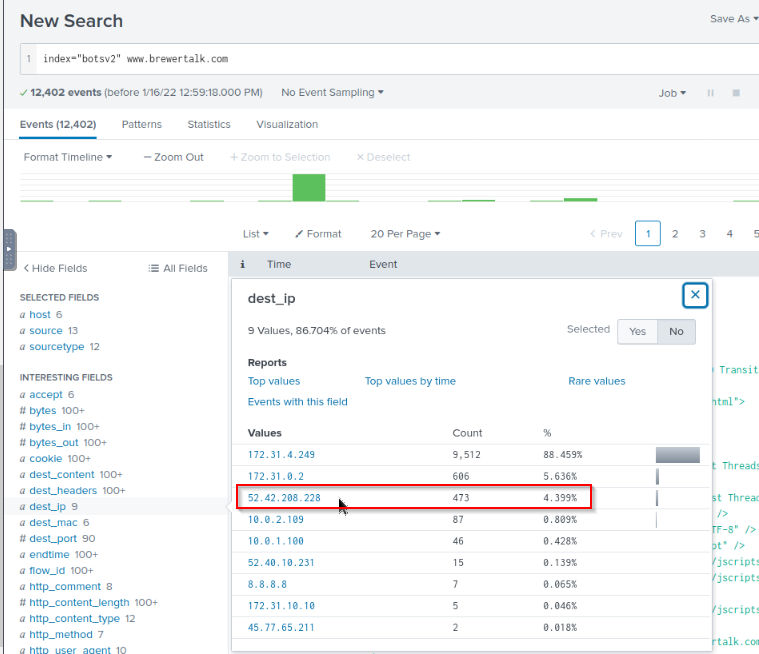 New Search
Save As
1 index="botsv2" www.brewertalk.com
✓ 12,402 events (before 1/16/22 12:59:18.000 PM) No Event Sampling Job
Events (12,402) Patterns Statistics Visualization
Format Timeline — Zoom Out + Zoom to Selection × Deselect
List Format 20 Per Page < Prev 1 2 3 4 5
< Hide Fields All Fields
i Time Event
SELECTED FIELDS
a host 6
a source 13
a sourcetype 12
INTERESTING FIELDS
a accept 6
# bytes 100+
# bytes_in 100+
# bytes_out 100+
a cookie 100+
a dest_content 100+
a dest_headers 100+
a dest_ip 9
a dest_mac 6
# dest_port 90
a endtime 100+
a flow_id 100+
a http_comment 8
# http_content_length 100+
a http_content_type 12
a http_method 7
a http_user_agent 10
dest_ip
9 Values, 86.704% of events Selected Yes No
Reports
Top values Top values by time Rare values
Events with this field
Values Count %
172.31.4.249 9,512 88.459%
172.31.0.2 606 5.636%
52.42.208.228 473 4.399%
10.0.2.109 87 0.809%
10.0.1.100 46 0.428%
52.40.10.231 15 0.139%
8.8.8.8 7 0.065%
172.31.10.10 5 0.046%
45.77.65.211 2 0.018%
Transit
html">
t Threads
st Threads
/>
TF-8" />
pt" />
/jscripts
/jscripts
/jscripts
rtalk.com